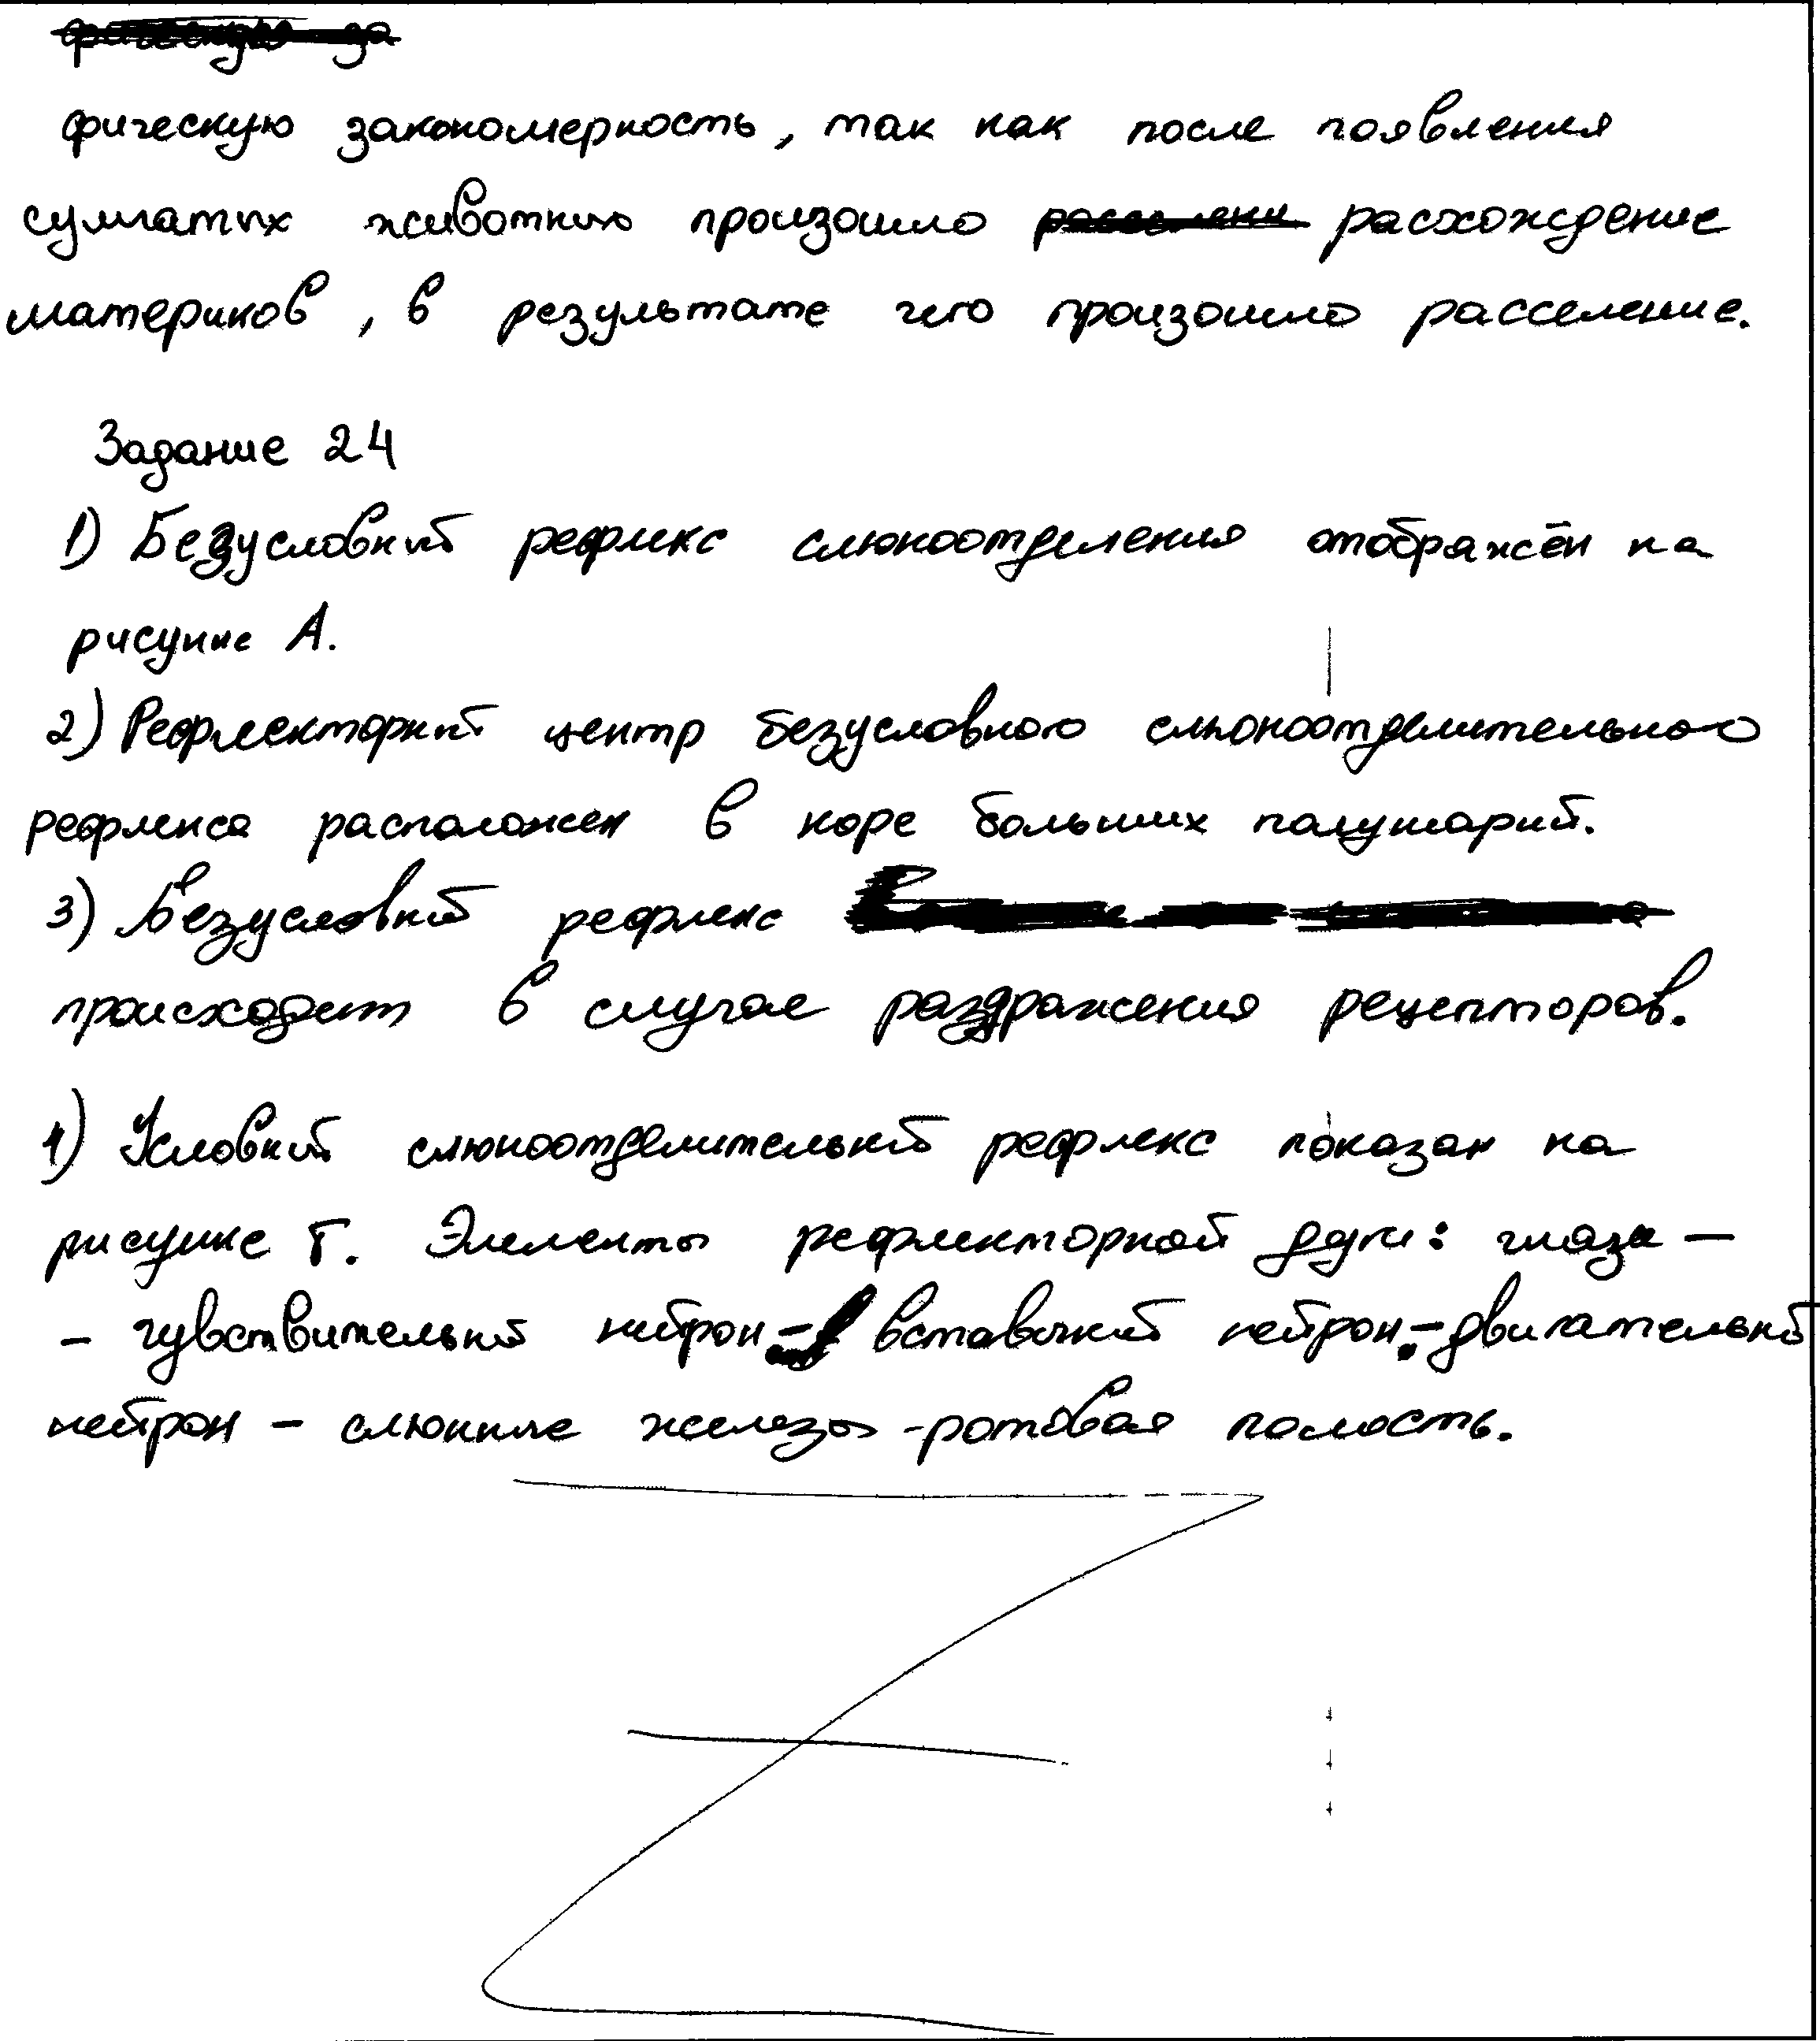 фическую закономерность, так как после появления
сумчатых животных произошло расхождение
материков, в результате чего произошло расселение.
Задание 24
1) Безусловный рефлекс слюноотделения отображён на
рисунке А.
2) Рефлекторный центр безусловного слюноотделительного
рефлекса расположен в коре больших полушарий.
3) Безусловный рефлекс
происходит в случае раздражения рецепторов.
4) Условный слюноотделительный рефлекс показан на
рисунке Г. Элементы рефлекторной дуги: глаза –
– чувствительный нейрон – вставочный нейрон – двигательный
нейрон – слюнные железы – ротовая полость.